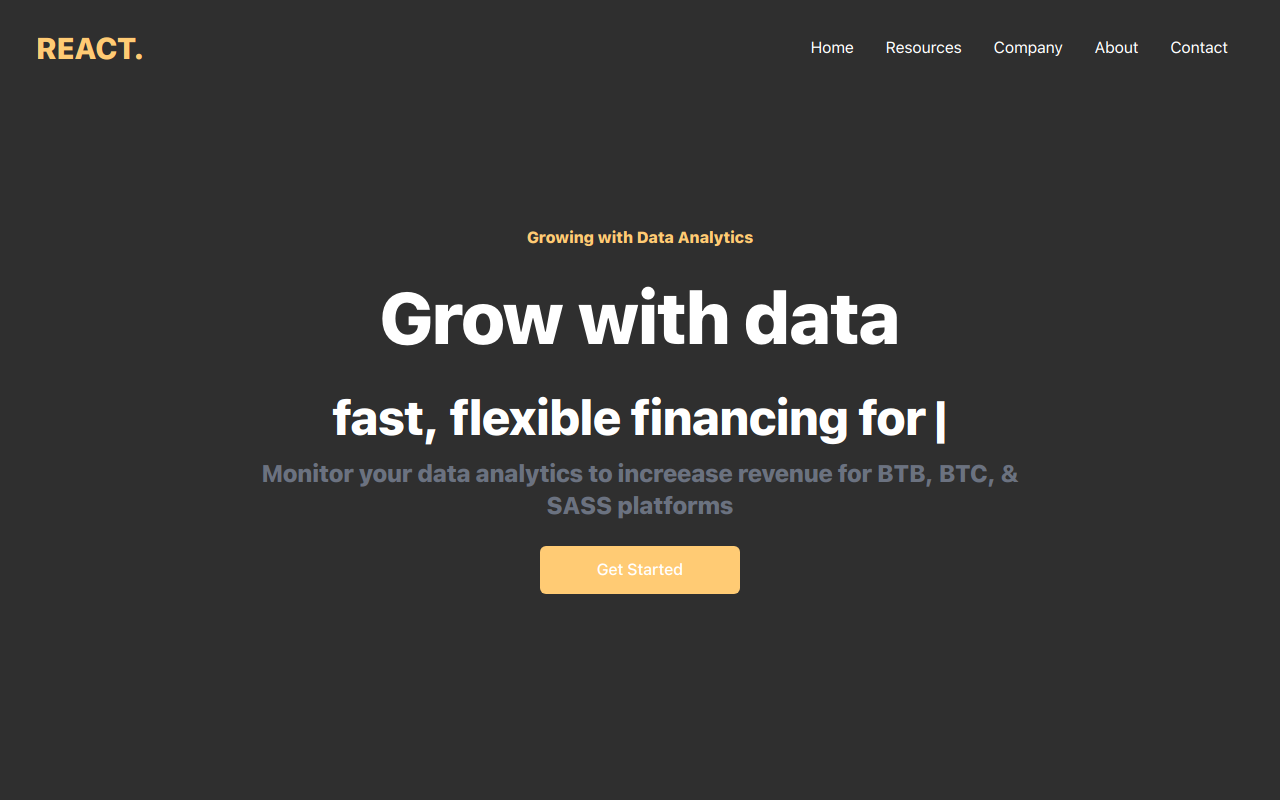 REACT.
Home Resources Company About Contact
Growing with Data Analytics
Grow with data
fast, flexible financing for |
Monitor your data analytics to increease revenue for BTB, BTC, &
SASS platforms
Get Started